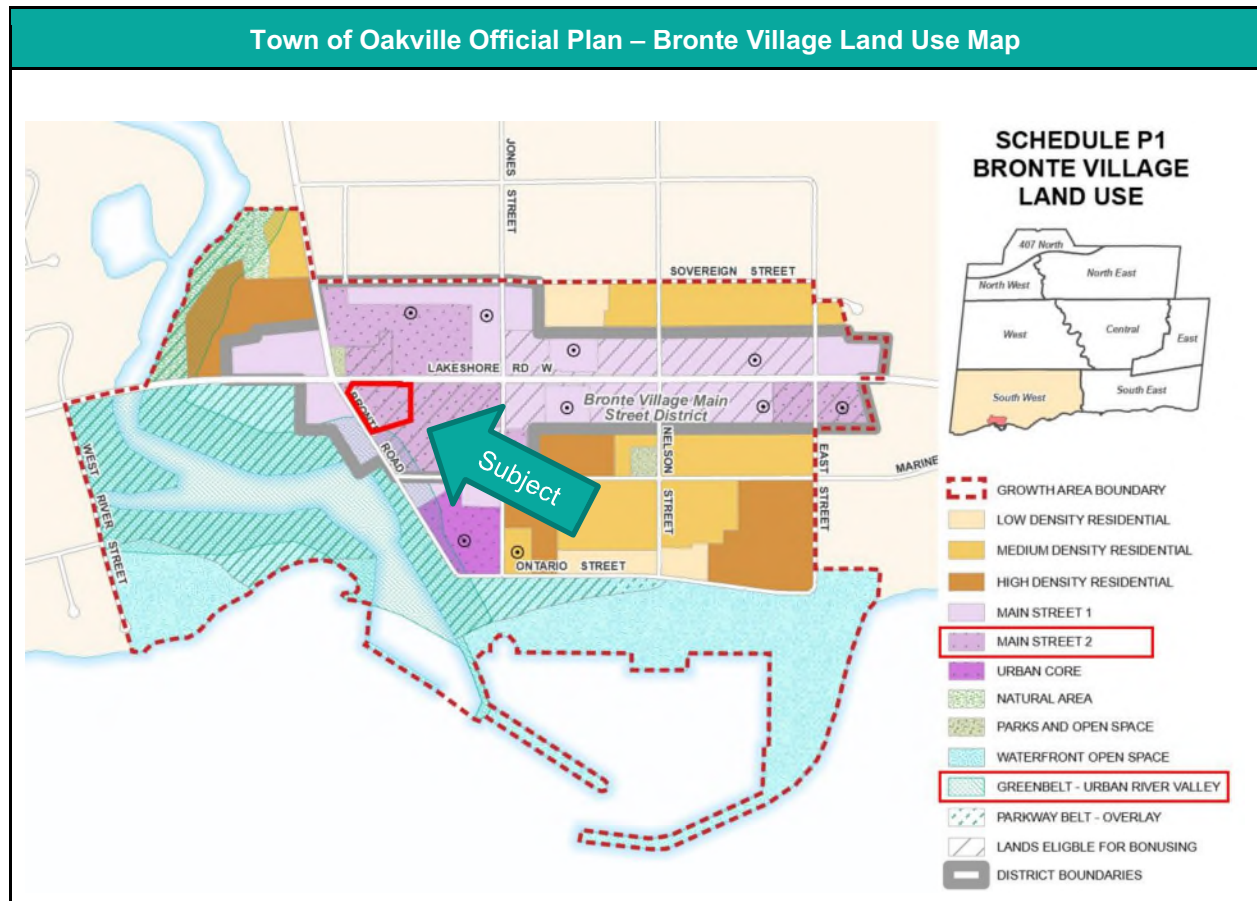 Town of Oakville Official Plan – Bronte Village Land Use Map
SCHEDULE P1
BRONTE VILLAGE
LAND USE
407 North
North West
North East
West
Central
East
South West
South East
JONES
STREET
SOVEREIGN STREET
LAKESHORE RD W
Bronte Village Main
Street District
BRONTE
ROAD
Subject
NELSON
STREET
EAST
STREET
MARINE
WEST
RIVER
STREET
ONTARIO STREET
GROWTH AREA BOUNDARY
LOW DENSITY RESIDENTIAL
MEDIUM DENSITY RESIDENTIAL
HIGH DENSITY RESIDENTIAL
MAIN STREET 1
MAIN STREET 2
URBAN CORE
NATURAL AREA
PARKS AND OPEN SPACE
WATERFRONT OPEN SPACE
GREENBELT - URBAN RIVER VALLEY
PARKWAY BELT - OVERLAY
LANDS ELIGBLE FOR BONUSING
DISTRICT BOUNDARIES